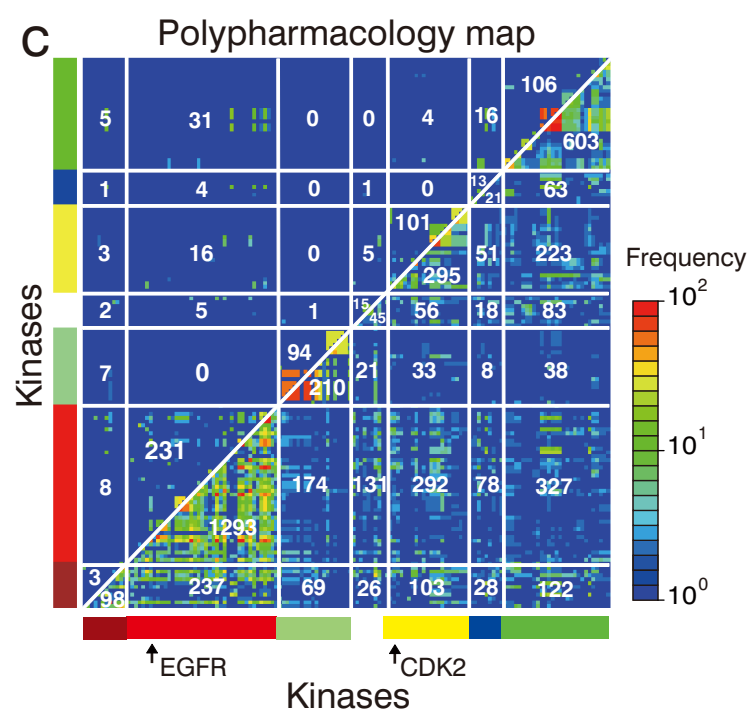 C Polypharmacology map
106
5 31 0 0 4 16
603
1 4 0 1 0 13 21 63
101
3 16 0 5 295 51 223
2 5 1 15 45 56 18 83
94
7 0 210 21 33 8 38
231
8 1293 174 131 292 78 327
3
98 237 69 26 103 28 122
Frequency
10²
10¹
10⁰
Kinases
EGFR CDK2
Kinases